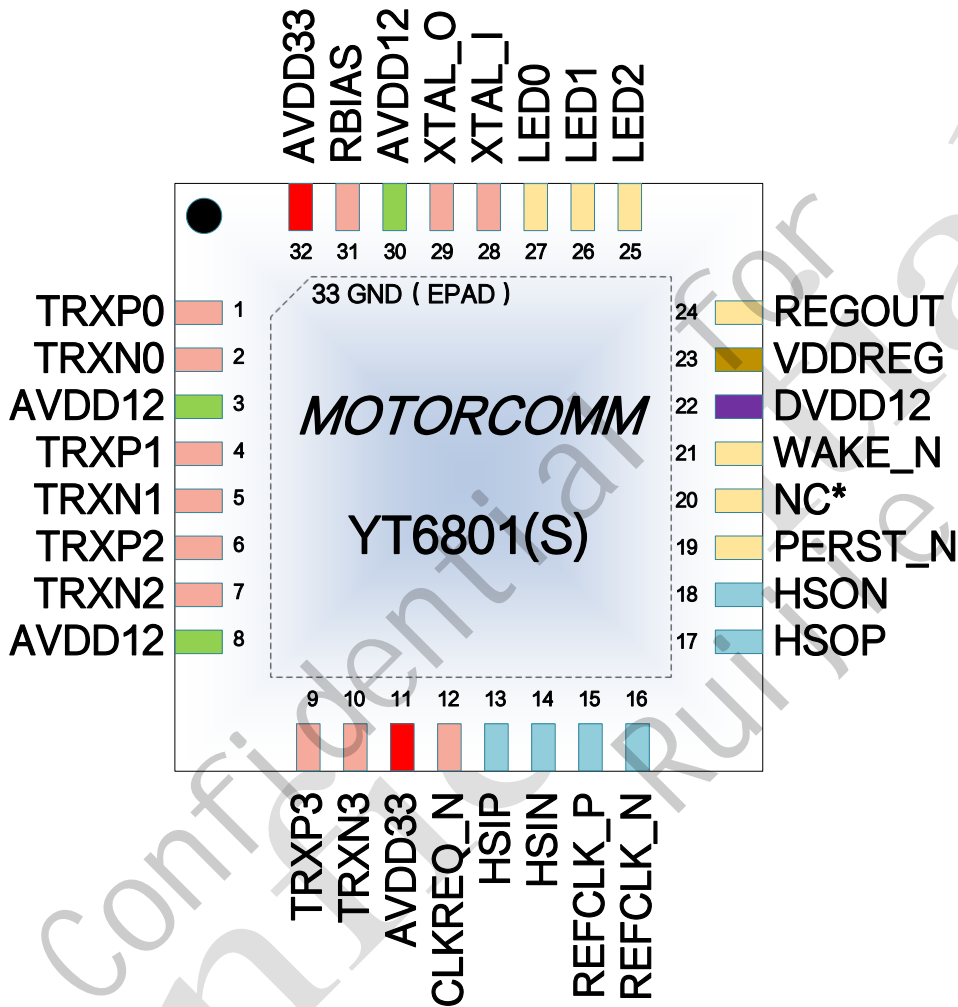 AVDD33
RBIAS
AVDD12
XTAL_O
XTAL_I
LED0
LED1
LED2
32 31 30 29 28 27 26 25
33 GND ( EPAD )
TRXP0 1
TRXN0 2
AVDD12 3
TRXP1 4
TRXN1 5
TRXP2 6
TRXN2 7
AVDD12 8
MOTORCOMM
YT6801(S)
24 REGOUT
23 VDDREG
22 DVDD12
21 WAKE_N
20 NC*
19 PERST_N
18 HSON
17 HSOP
9 10 11 12 13 14 15 16
TRXP3
TRXN3
AVDD33
CLKREQ_N
HSIP
HSIN
REFCLK_P
REFCLK_N
Confidential for
Ruijie